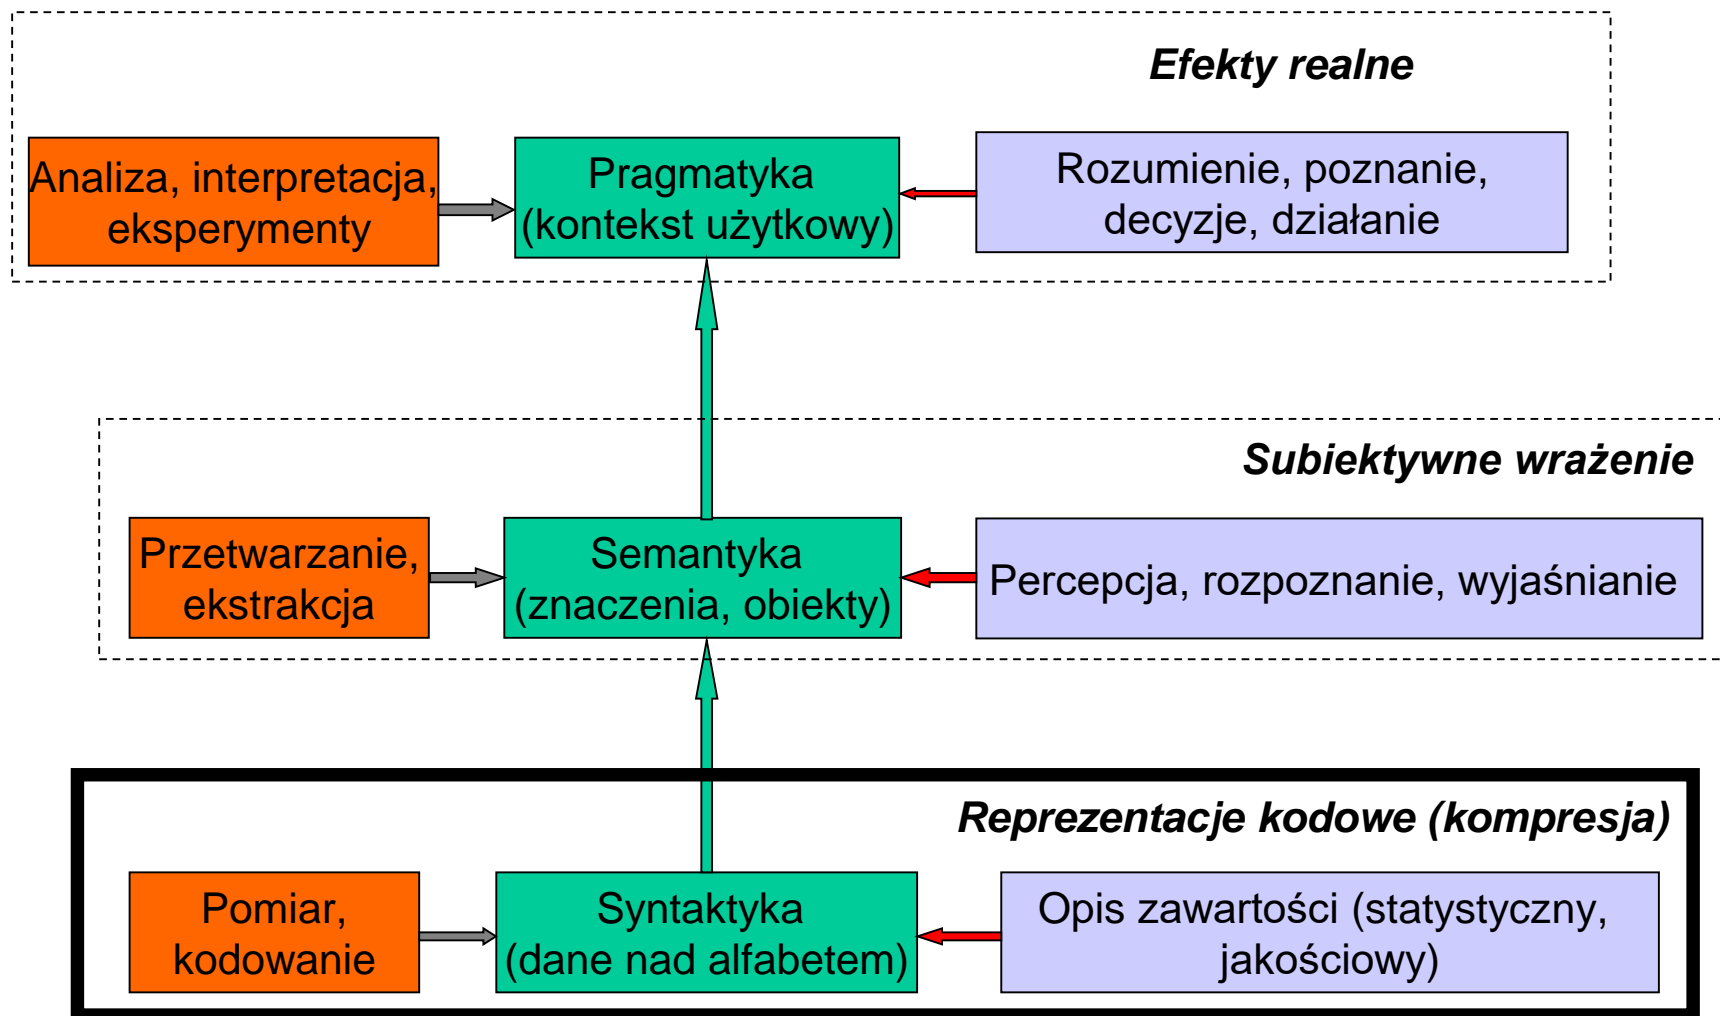 Efekty realne
Analiza, interpretacja,
eksperymenty
Pragmatyka
(kontekst użytkowy)
Rozumienie, poznanie,
decyzje, działanie
Subiektywne wrażenie
Przetwarzanie,
ekstrakcja
Semantyka
(znaczenia, obiekty)
Percepcja, rozpoznanie, wyjaśnianie
Reprezentacje kodowe (kompresja)
Pomiar,
kodowanie
Syntaktyka
(dane nad alfabetem)
Opis zawartości (statystyczny,
jakościowy)